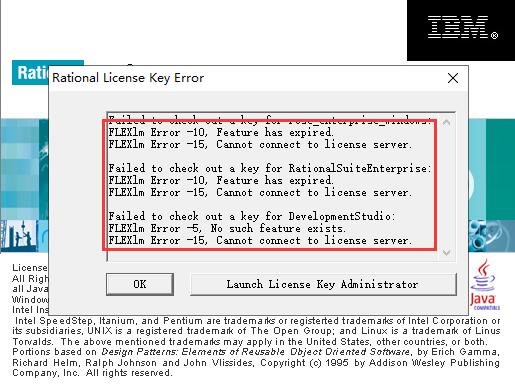 IBM®
Rati
Rational License Key Error
Failed to check out a key for rose_enterprise_windows:
FLEXlm Error -10, Feature has expired.
FLEXlm Error -15, Cannot connect to license server.
Failed to check out a key for RationalSuiteEnterprise:
FLEXlm Error -10, Feature has expired.
FLEXlm Error -15, Cannot connect to license server.
Failed to check out a key for DevelopmentStudio:
FLEXlm Error -5, No such feature exists.
FLEXlm Error -15, Cannot connect to license server.
OK
Launch License Key Administrator
License
All Righ
all Java
Window
Intel Ins
Java
COMPATIBLE
Intel SpeedStep, Itanium, and Pentium are trademarks or registered trademarks of Intel Corporation or
its subsidiaries, UNIX is a registered trademark of The Open Group; and Linux is a trademark of Linus
Torvalds. The above mentioned trademarks may apply in the United States, other countries, or both.
Portions based on Design Patterns: Elements of Reusable Object Oriented Software, by Erich Gamma,
Richard Helm, Ralph Johnson and John Vlissides, Copyright (c) 1995 by Addison Wesley Publishing
Company, Inc. All rights reserved.